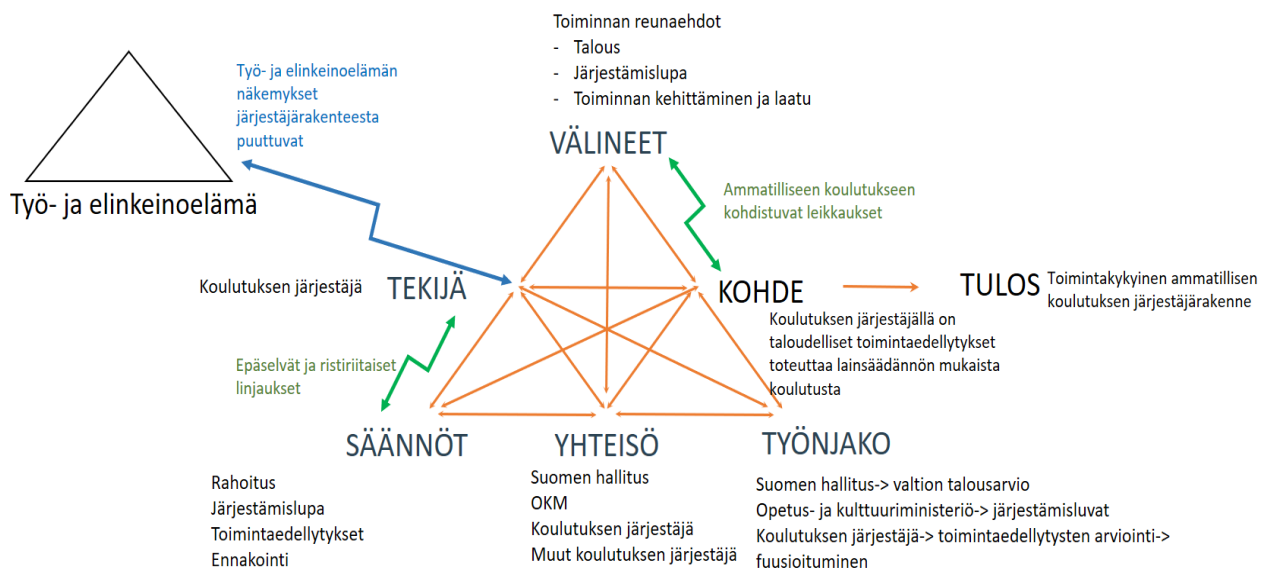 Toiminnan reunaehdot
- Talous
- Järjestämislupa
- Toiminnan kehittäminen ja laatu
VÄLINEET
Työ- ja elinkeinoelämän
näkemykset
järjestäjärakenteesta
puuttuvat
Työ- ja elinkeinoelämä
Ammatilliseen koulutukseen
kohdistuvat leikkaukset
Koulutuksen järjestäjä
TEKIJÄ
KOHDE
Koulutuksen järjestäjällä on
taloudelliset toimintaedellytykset
toteuttaa lainsäädännön mukaista
koulutusta
TULOS
Toimintakykyinen ammatillisen
koulutuksen järjestäjärakenne
Epäselvät ja ristiriitaiset
linjaukset
SÄÄNNÖT
Rahoitus
Järjestämislupa
Toimintaedellytykset
Ennakointi
YHTEISÖ
Suomen hallitus
OKM
Koulutuksen järjestäjä
Muut koulutuksen järjestäjä
TYÖNJAKO
Suomen hallitus-> valtion talousarvio
Opetus- ja kulttuuriministeriö-> järjestämisluvat
Koulutuksen järjestäjä-> toimintaedellytysten arviointi->
fuusioituminen